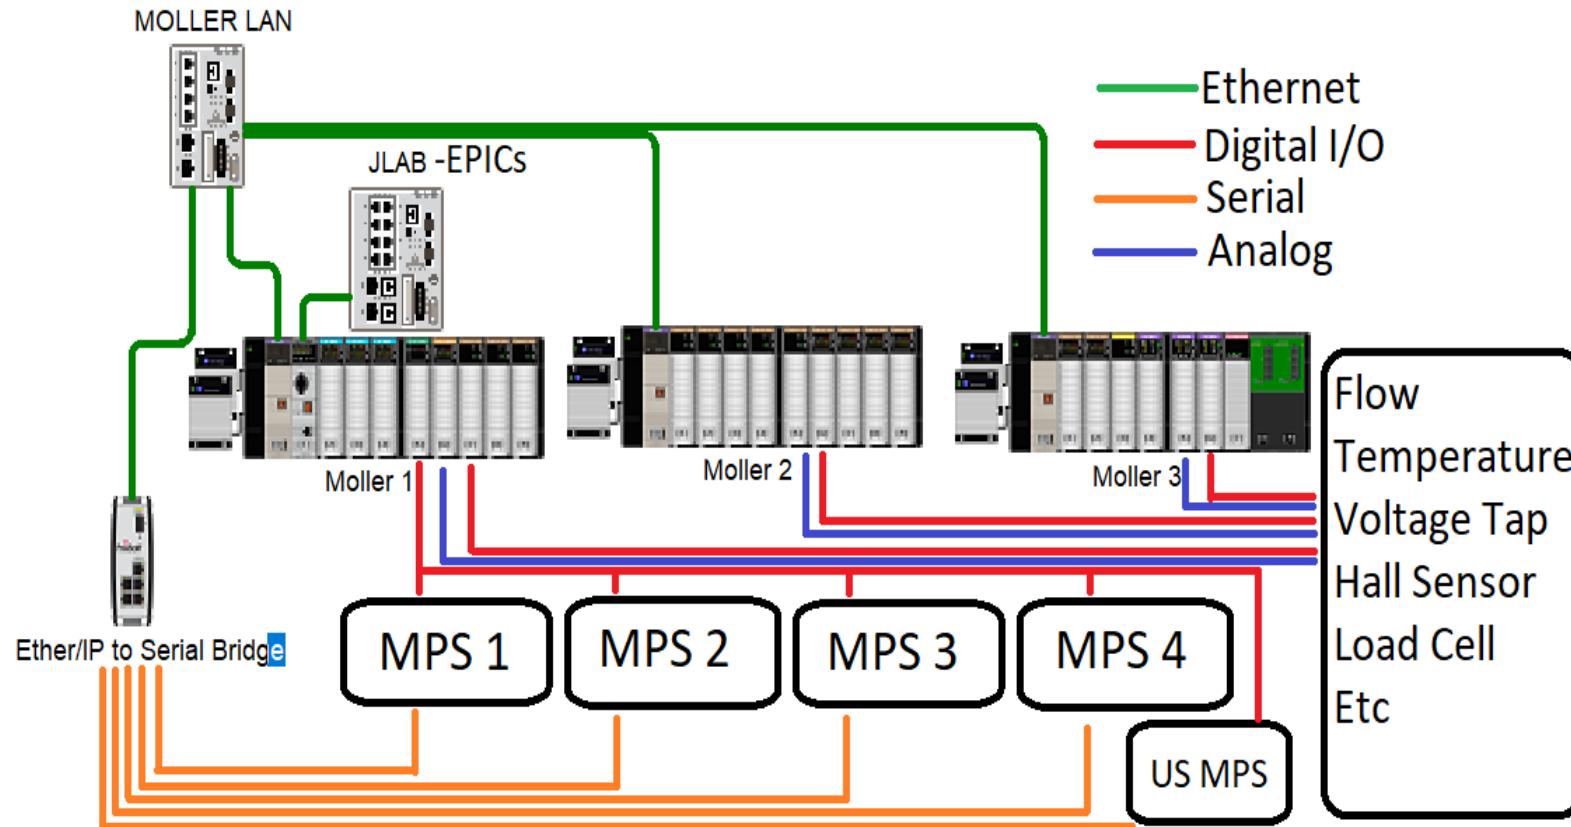 MOLLER LAN
JLAB -EPICs
Ethernet
Digital I/O
Serial
Analog
Moller 1
Moller 2
Moller 3
Flow
Temperature
Voltage Tap
Hall Sensor
Load Cell
Etc
Ether/IP to Serial Bridge
MPS 1
MPS 2
MPS 3
MPS 4
US MPS